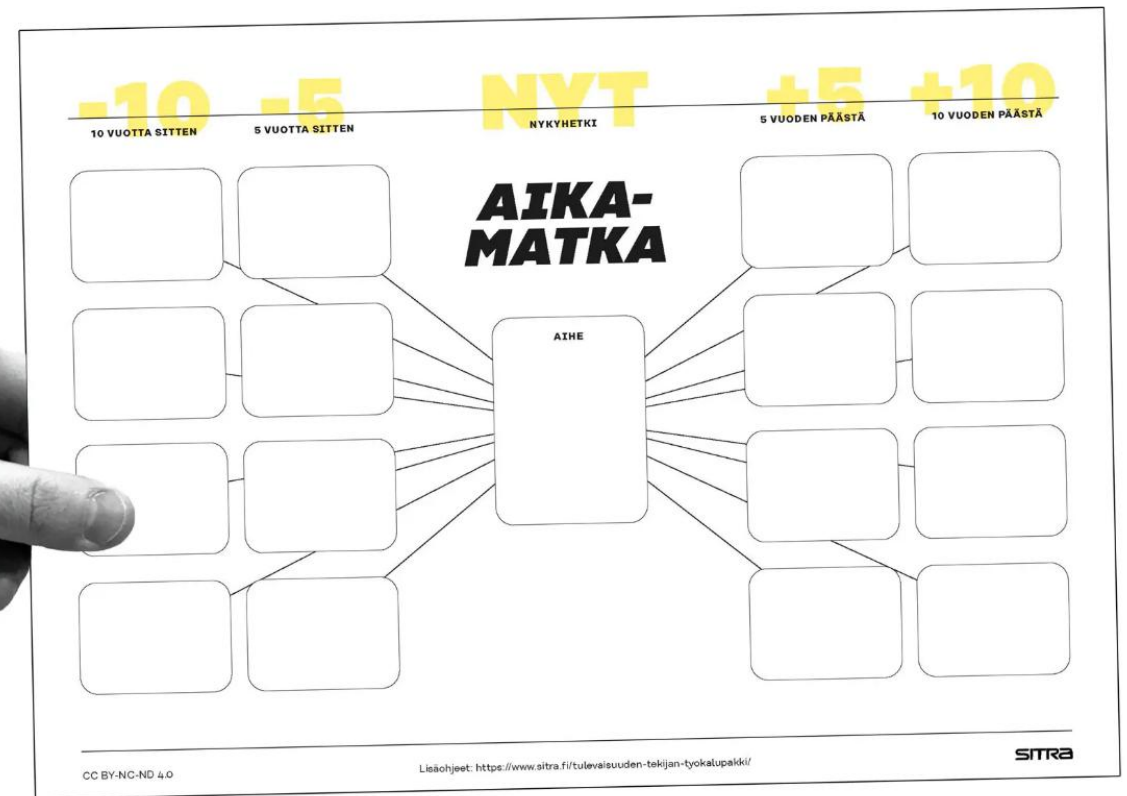 -10 -5 NYT +5 +10
10 VUOTTA SITTEN 5 VUOTTA SITTEN NYKYHETKI 5 VUODEN PÄÄSTÄ 10 VUODEN PÄÄSTÄ
AIKA-
MATKA
AIHE
CC BY-NC-ND 4.0 Lisäohjeet: https://www.sitra.fi/tulevaisuuden-tekijan-tyokalupakki/ SITRA